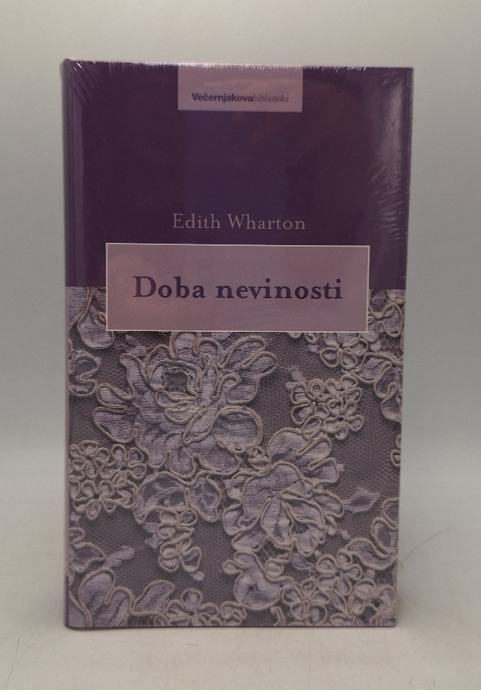 Večernjakovabiblioteka
Edith Wharton
Doba nevinosti